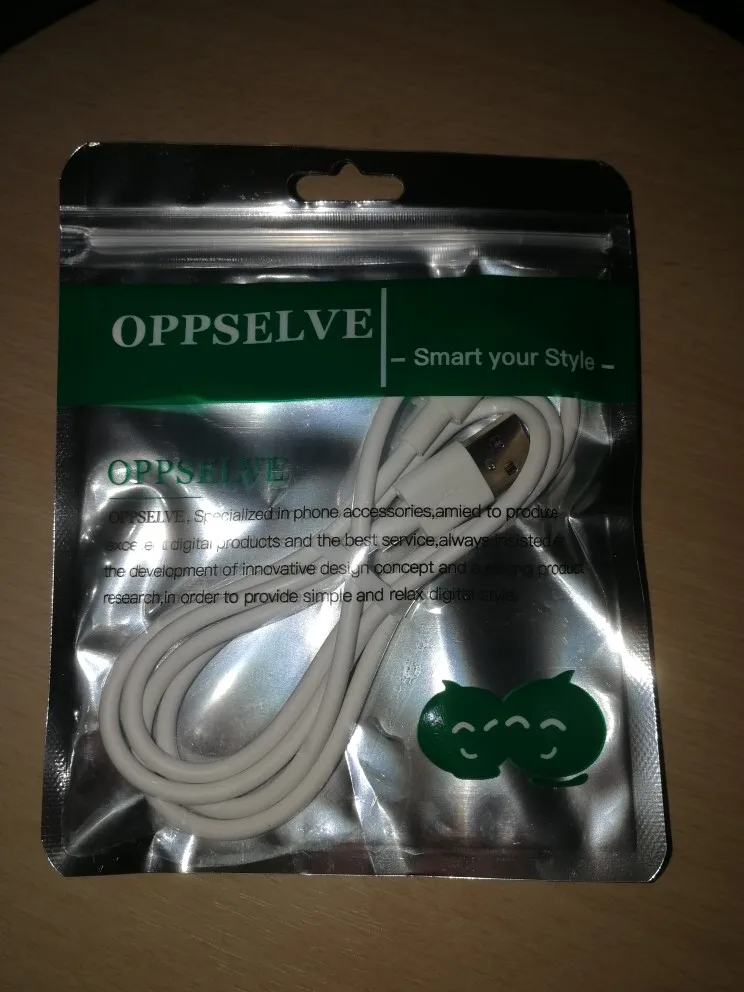 OPPSELVE
– Smart your Style –
OPPSELVE
OPPSELVE, Specialized in phone accessories,amied to produce
digital products and the best service,always insisted
the development of innovative design concept and product
research,in order to provide simple and relax digital style.